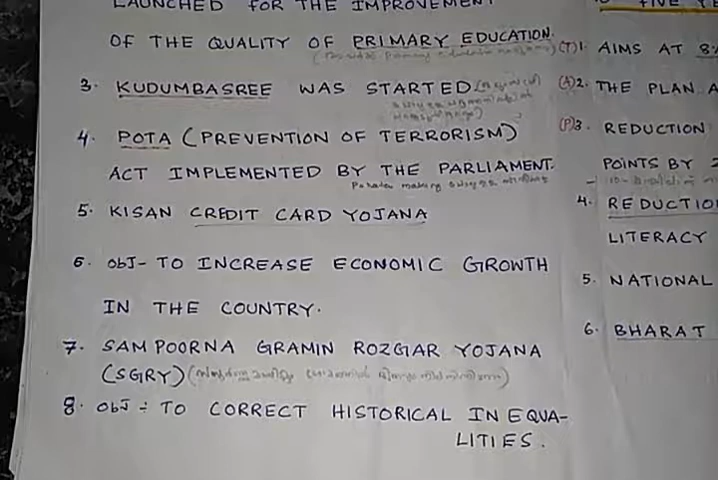 LAUNCHED FOR THE IMPROVEMENT
OF THE QUALITY OF PRIMARY EDUCATION.
3. KUDUMBASREE WAS STARTED
4. POTA (PREVENTION OF TERRORISM)
ACT IMPLEMENTED BY THE PARLIAMENT.
5. KISAN CREDIT CARD YOJANA
6. ObJ- TO INCREASE ECONOMIC GROWTH
IN THE COUNTRY.
7. SAMPOORNA GRAMIN ROZGAR YOJANA
(SGRY)
8. ObJ ÷ TO CORRECT HISTORICAL INEQUA-
LITIES.
FIVE YE
(T)1. AIMS AT 8%
(A)2. THE PLAN A
(P)3. REDUCTION
POINTS BY 2
4. REDUCTIO
LITERACY
5. NATIONAL
6. BHARAT